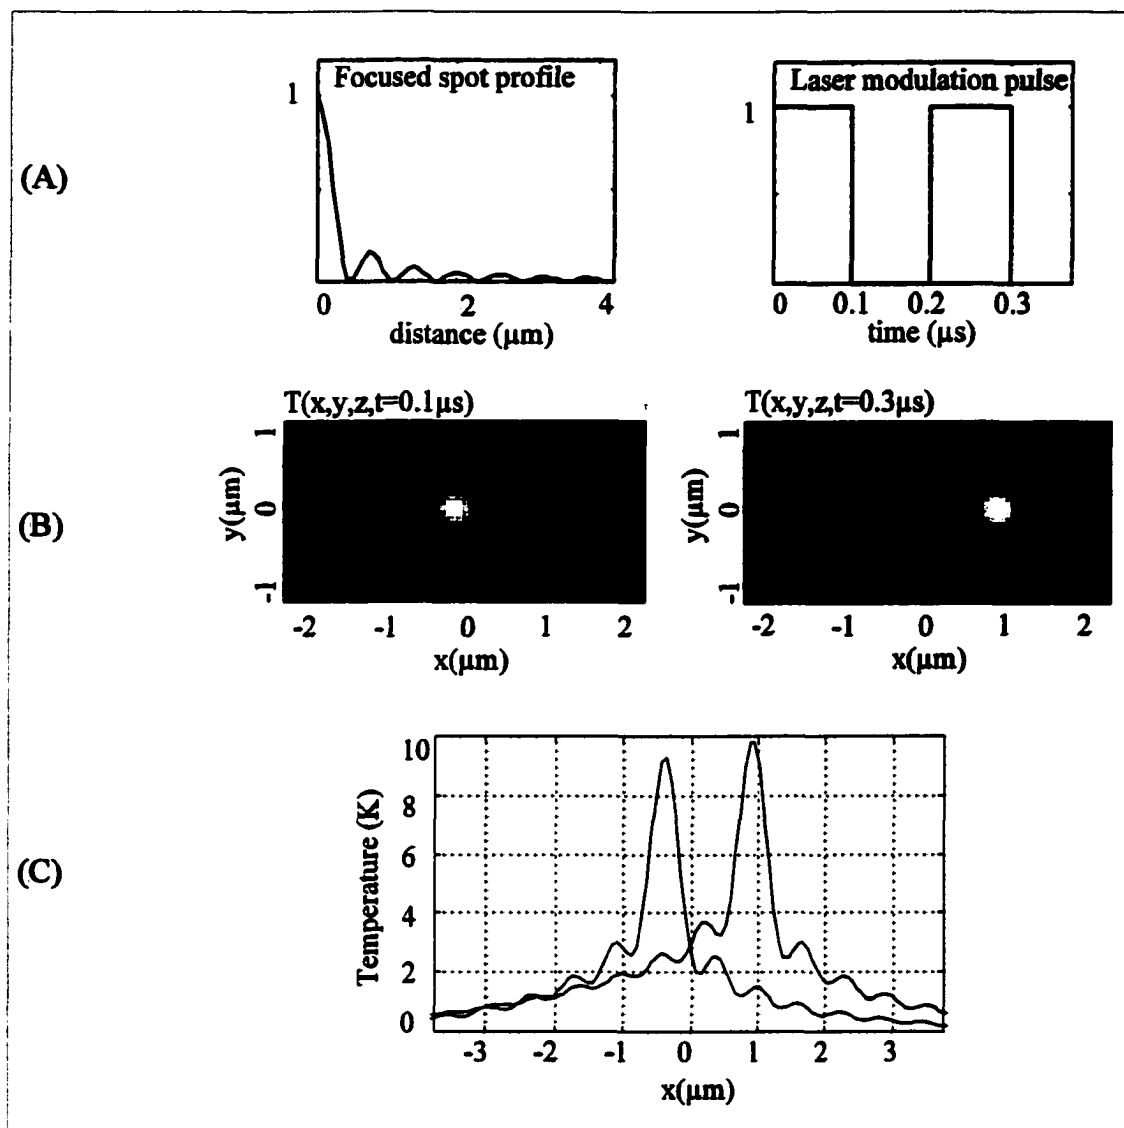 (A)
Focused spot profile
1
0 2 4
distance (μm)
Laser modulation pulse
1
0 0.1 0.2 0.3
time (μs)
(B)
T(x,y,z,t=0.1μs)
1
0
-1
y(μm)
-2 -1 0 1 2
x(μm)
T(x,y,z,t=0.3μs)
1
0
-1
y(μm)
-2 -1 0 1 2
x(μm)
(C)
10
8
6
4
2
0
Temperature (K)
-3 -2 -1 0 1 2 3
x(μm)